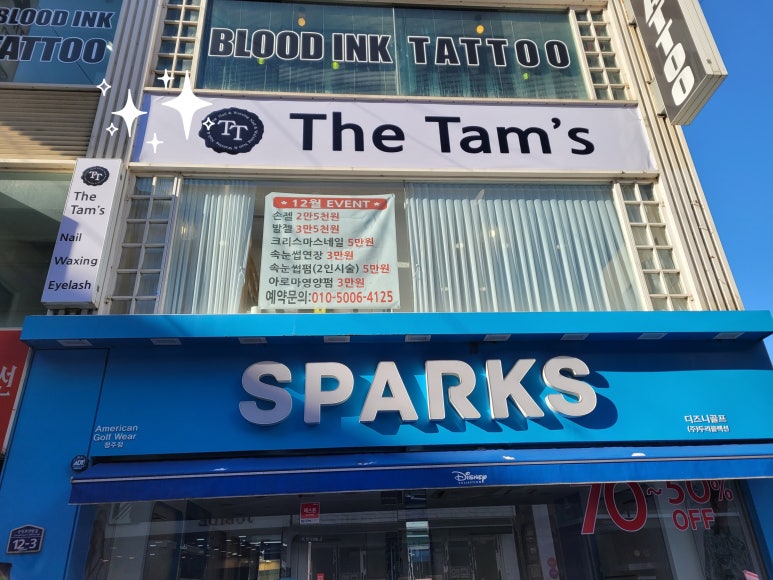 BLOOD INK
TATTOO
BLOOD INK TATTOO
TATTOO
TT
The Tam's
TT
The
Tam's
Nail
Waxing
Eyelash
★ 12월 EVENT ★
손젤 2만5천원
발젤 3만5천원
크리스마스네일 5만원
속눈썹연장 3만원
속눈썹펌(2인시술) 5만원
아로마영양펌 3만원
예약문의:010-5006-4125
SPARKS
American
Golf Wear
디즈니골프
ADT
Disney
70~50%
OFF
12-3